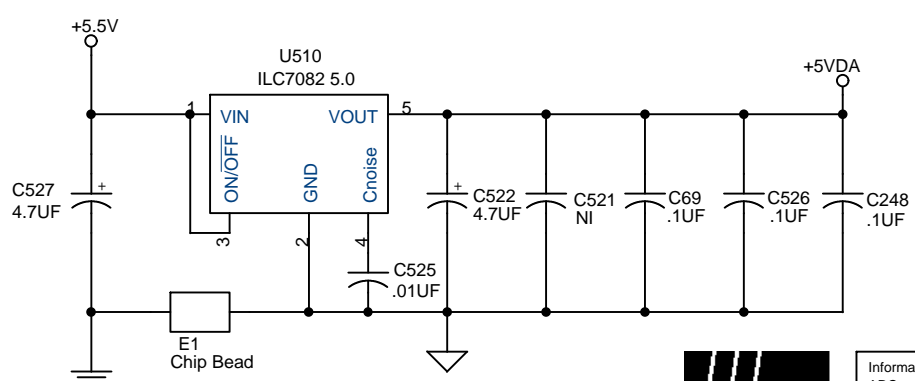 +5.5V
U510
ILC7082 5.0
+5VDA
1
VIN
VOUT
5
ON/OFF
GND
Cnoise
3
2
4
C527
4.7UF
+
+
C522
4.7UF
C521
NI
C69
.1UF
C526
.1UF
C248
.1UF
C525
.01UF
E1
Chip Bead
Informa